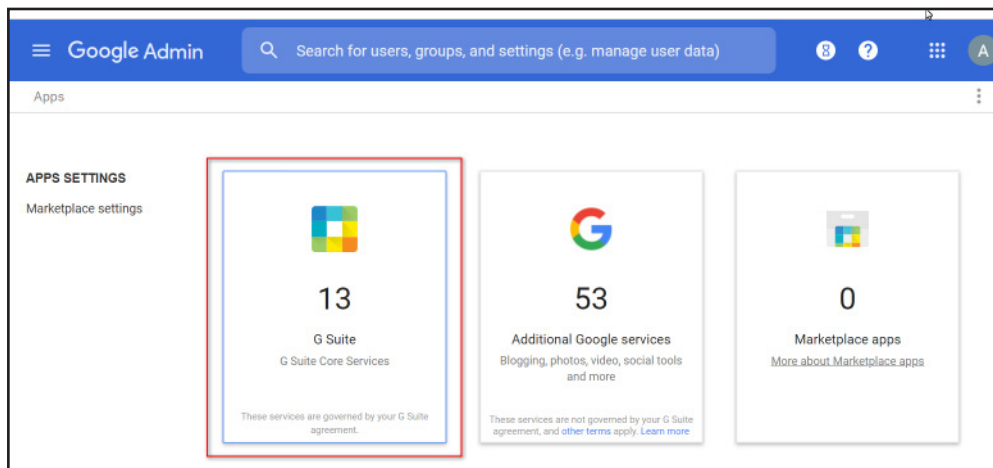 Google Admin
Search for users, groups, and settings (e.g. manage user data)
8
?
A
Apps
APPS SETTINGS
Marketplace settings
13
G Suite
G Suite Core Services
These services are governed by your G Suite
agreement.
53
Additional Google services
Blogging, photos, video, social tools
and more
These services are not governed by your G Suite
agreement, and other terms apply. Learn more
0
Marketplace apps
More about Marketplace apps